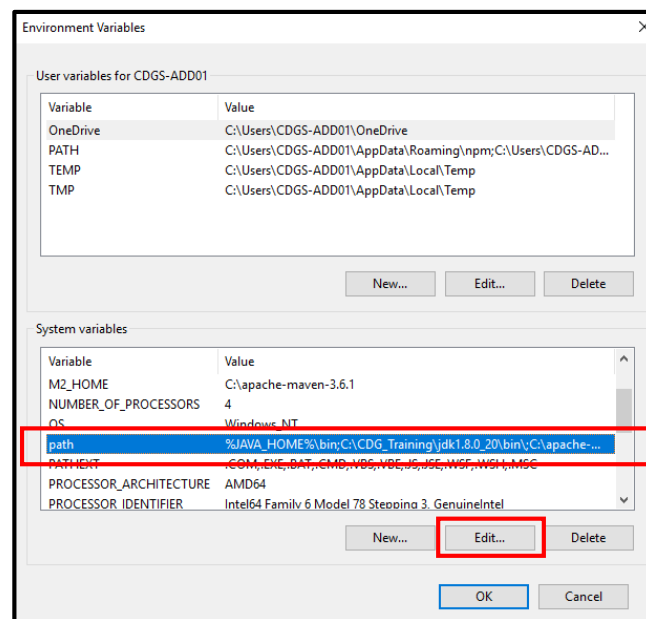 Environment Variables
User variables for CDGS-ADD01
Variable Value
OneDrive C:\Users\CDGS-ADD01\OneDrive
PATH C:\Users\CDGS-ADD01\AppData\Roaming\npm;C:\Users\CDGS-AD...
TEMP C:\Users\CDGS-ADD01\AppData\Local\Temp
TMP C:\Users\CDGS-ADD01\AppData\Local\Temp
New... Edit... Delete
System variables
Variable Value
M2_HOME C:\apache-maven-3.6.1
NUMBER_OF_PROCESSORS 4
OS Windows_NT
path %JAVA_HOME%\bin;C:\CDG_Training\jdk1.8.0_20\bin\;C:\apache-...
PATHEXT .COM;.EXE;.BAT;.CMD;.VBS;.VBE;.JS;.JSE;.WSF;.WSH;.MSC
PROCESSOR_ARCHITECTURE AMD64
PROCESSOR_IDENTIFIER Intel64 Family 6 Model 78 Stepping 3, GenuineIntel
New... Edit... Delete
OK Cancel